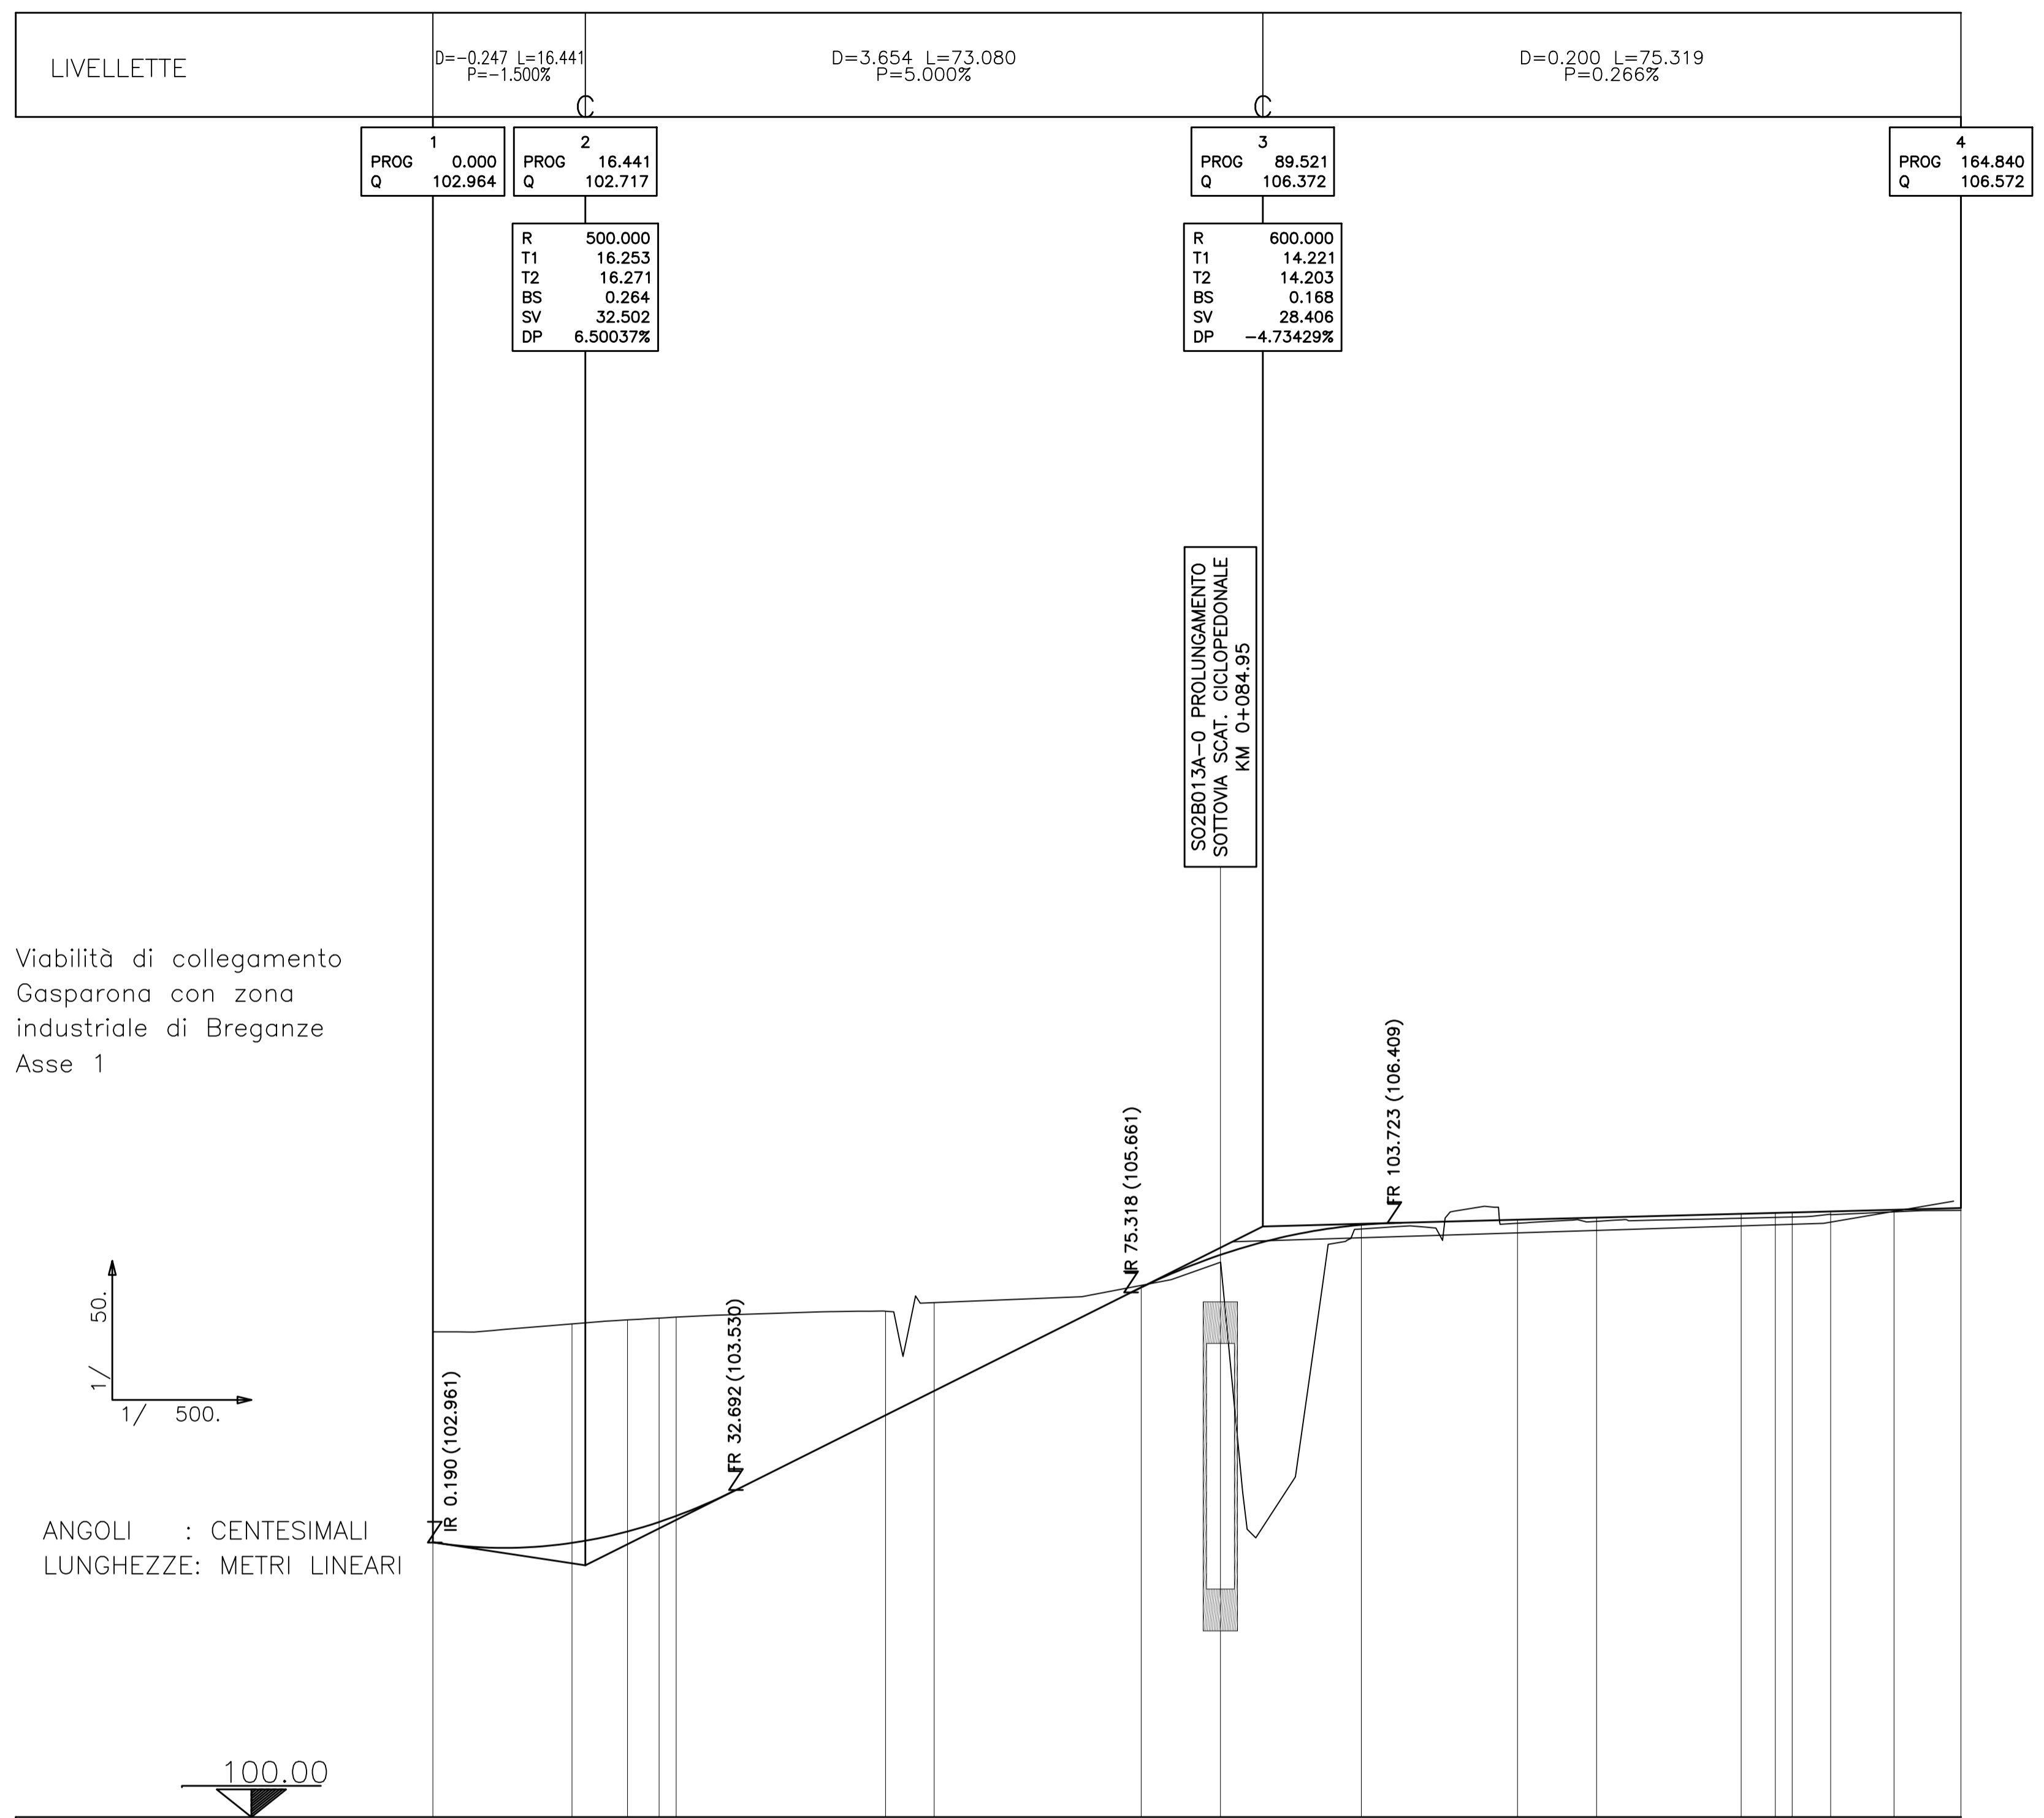 LIVELLETTE
D=-0.247 L=16.441
P=-1.500%
D=3.654 L=73.080
P=5.000%
D=0.200 L=75.319
P=0.266%
C
C
1
PROG 0.000
Q 102.964
2
PROG 16.441
Q 102.717
3
PROG 89.521
Q 106.372
4
PROG 164.840
Q 106.572
R 500.000
T1 16.253
T2 16.271
BS 0.264
SV 32.502
DP 6.50037%
R 600.000
T1 14.221
T2 14.203
BS 0.168
SV 28.406
DP -4.73429%
SO2B013A-0 PROLUNGAMENTO
SOTTOVIA SCAT. CICLOPEDONALE
KM 0+084.95
Viabilità di collegamento
Gasparona con zona
industriale di Breganze
Asse 1
IR 0.190 (102.961)
FR 32.692 (103.530)
IR 75.318 (105.661)
FR 103.723 (106.409)
1/ 50.
1/ 500.
ANGOLI : CENTESIMALI
LUNGHEZZE: METRI LINEARI
100.00